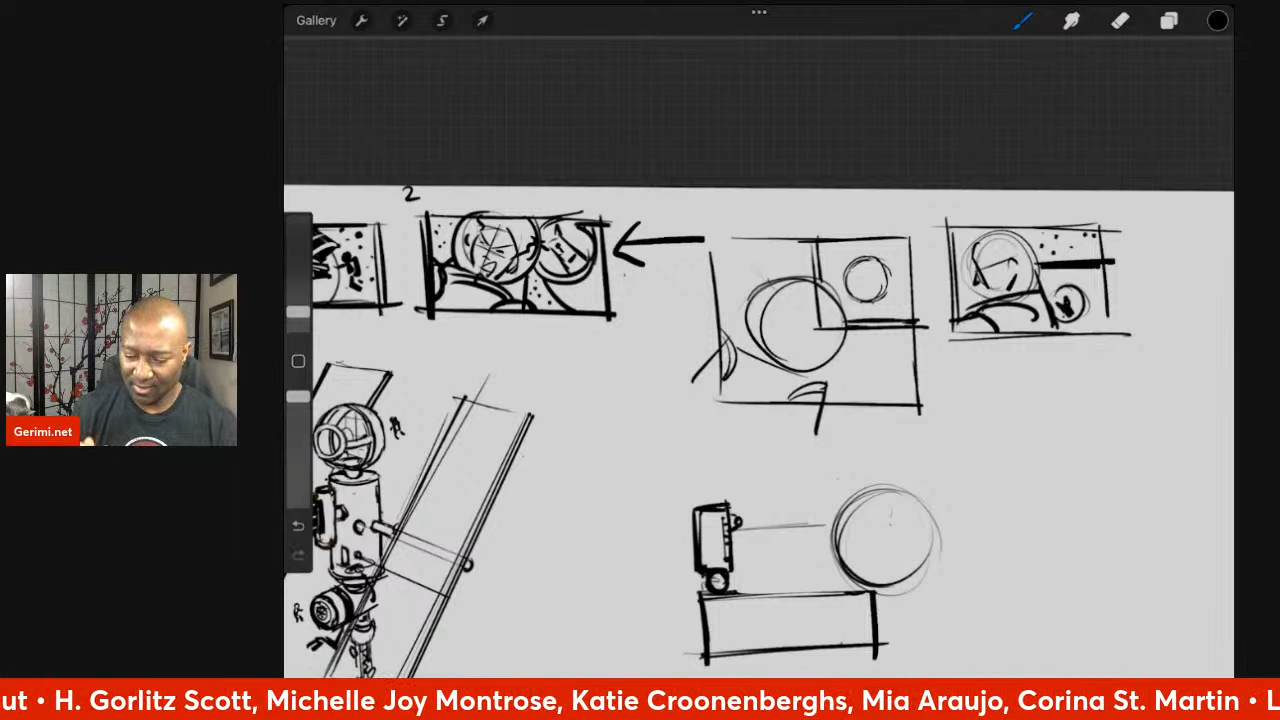 Gallery
2
Gerimi.net
ut • H. Gorlitz Scott, Michelle Joy Montrose, Katie Croonenberghs, Mia Araujo, Corina St. Martin • L